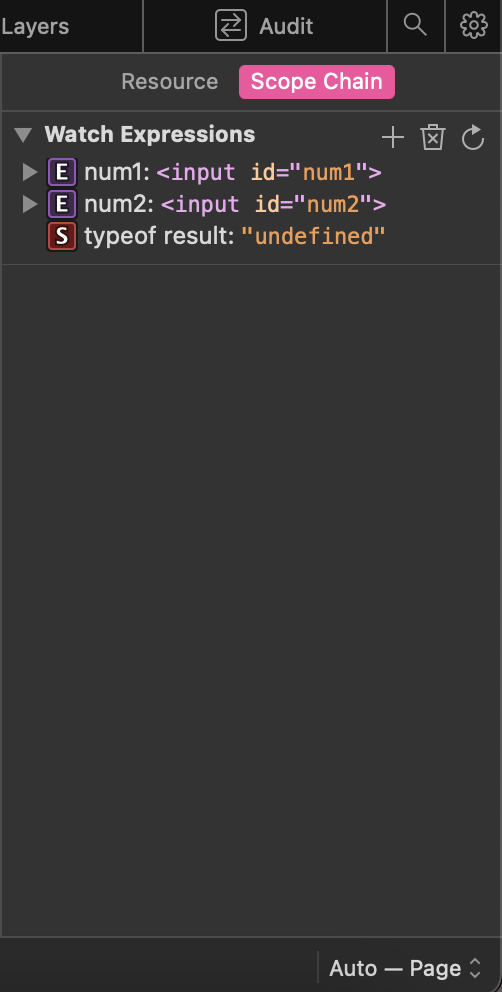 Layers Audit
Resource Scope Chain
Watch Expressions
E num1: <input id="num1">
E num2: <input id="num2">
S typeof result: "undefined"
Auto — Page